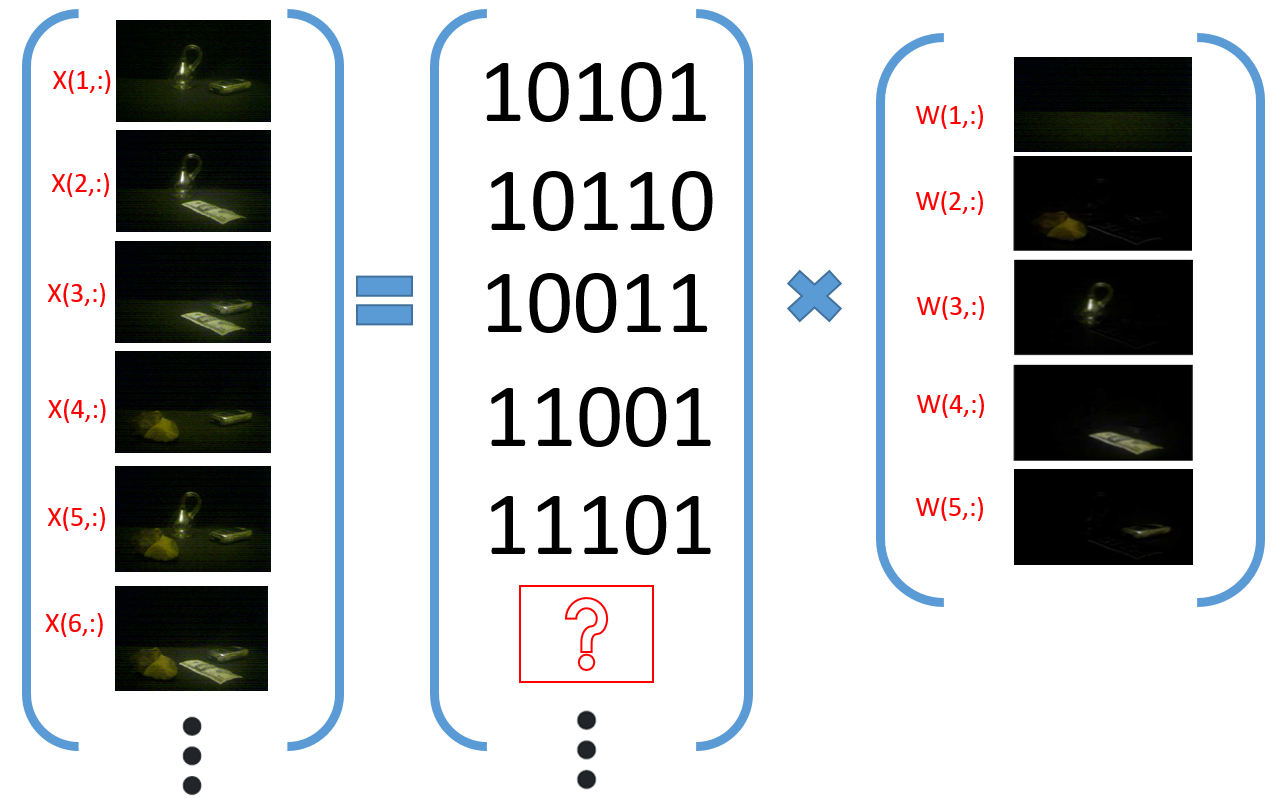 X(1,:)
X(2,:)
X(3,:)
X(4,:)
X(5,:)
X(6,:)
10101
10110
10011
11001
11101
?
W(1,:)
W(2,:)
W(3,:)
W(4,:)
W(5,:)